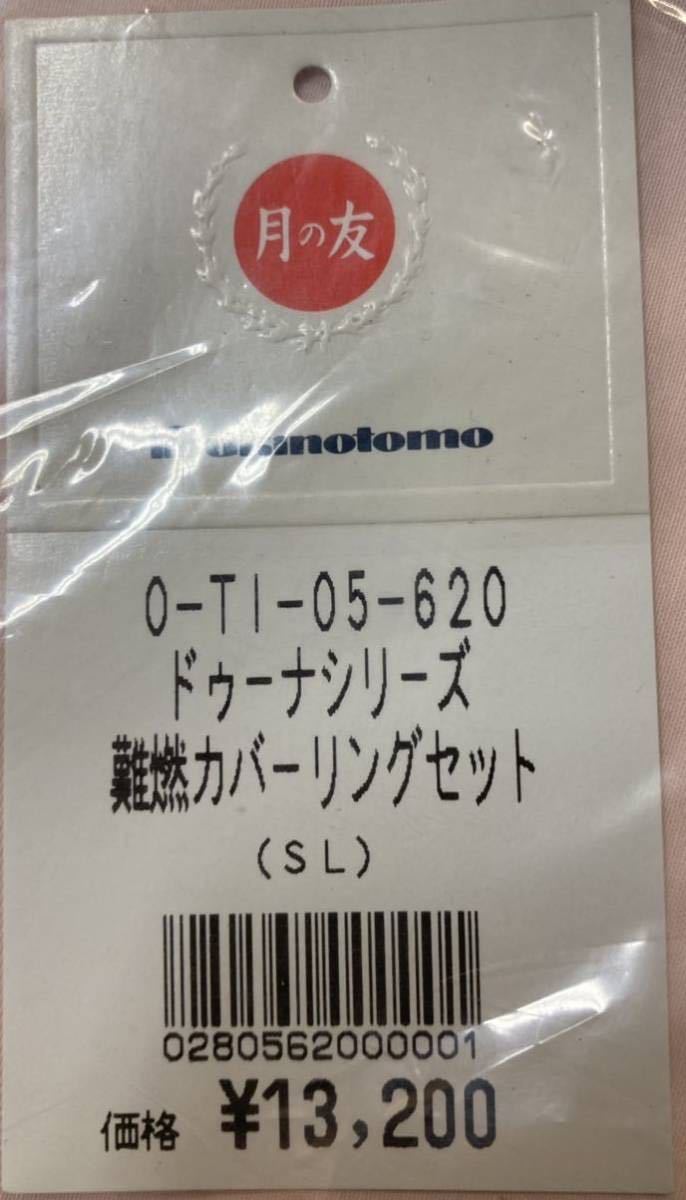 月の友
0-TI-05-620
ドゥーナシリーズ
難燃カバーリングセット
(SL)
0280562000001
価格 ¥13,200